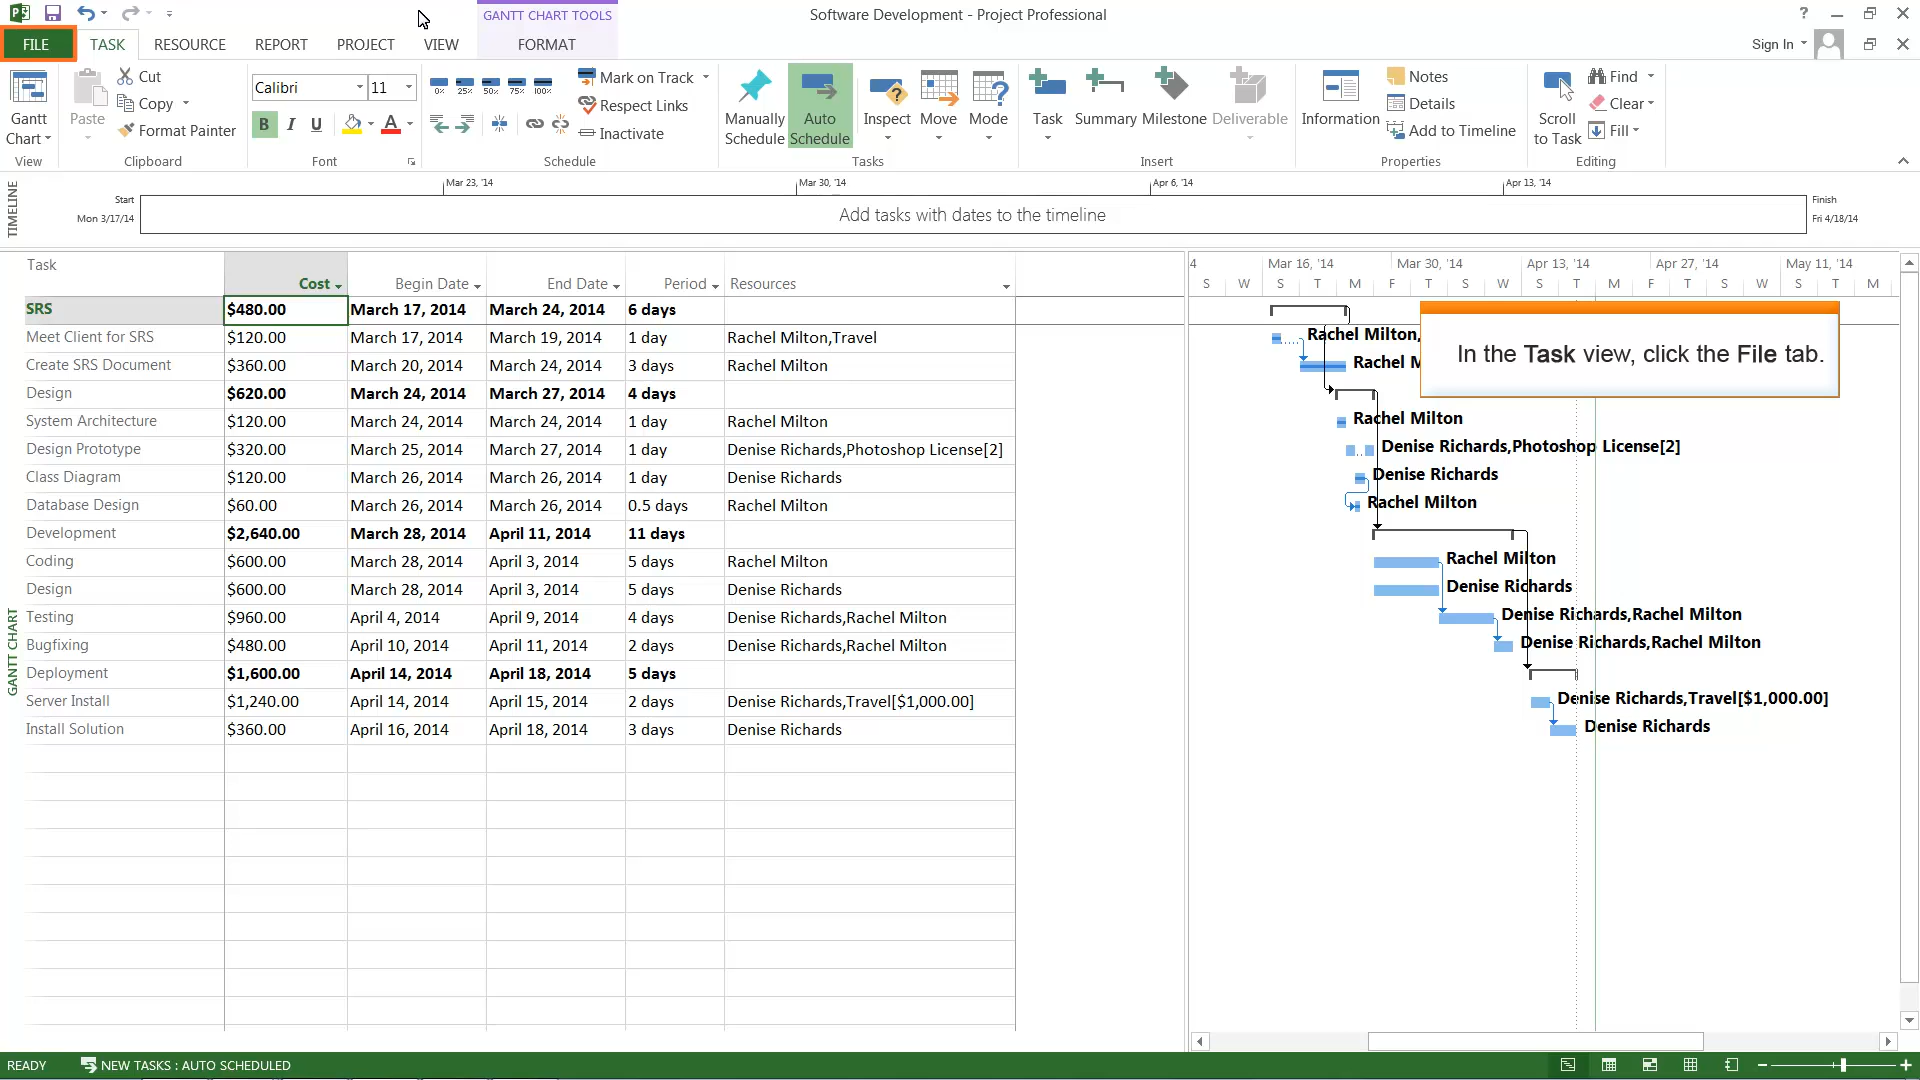 GANTT CHART TOOLS
Software Development - Project Professional
?
FILE TASK RESOURCE REPORT PROJECT VIEW FORMAT
Sign In
Gantt Chart
View
Paste
Cut
Copy
Format Painter
Clipboard
Calibri 11
B I U A
Font
0% 25% 50% 75% 100%
Mark on Track
Respect Links
Inactivate
Schedule
Manually Schedule
Auto Schedule
Inspect
Move
Mode
Tasks
Task
Summary
Milestone
Deliverable
Insert
Information
Notes
Details
Add to Timeline
Properties
Scroll to Task
Find
Clear
Fill
Editing
TIMELINE
Mar 23, '14 Mar 30, '14 Apr 6, '14 Apr 13, '14
Start
Mon 3/17/14
Add tasks with dates to the timeline
Finish
Fri 4/18/14
GANTT CHART
Task Cost Begin Date End Date Period Resources
SRS $480.00 March 17, 2014 March 24, 2014 6 days
Meet Client for SRS $120.00 March 17, 2014 March 19, 2014 1 day Rachel Milton,Travel
Create SRS Document $360.00 March 20, 2014 March 24, 2014 3 days Rachel Milton
Design $620.00 March 24, 2014 March 27, 2014 4 days
System Architecture $120.00 March 24, 2014 March 24, 2014 1 day Rachel Milton
Design Prototype $320.00 March 25, 2014 March 27, 2014 1 day Denise Richards,Photoshop License[2]
Class Diagram $120.00 March 26, 2014 March 26, 2014 1 day Denise Richards
Database Design $60.00 March 26, 2014 March 26, 2014 0.5 days Rachel Milton
Development $2,640.00 March 28, 2014 April 11, 2014 11 days
Coding $600.00 March 28, 2014 April 3, 2014 5 days Rachel Milton
Design $600.00 March 28, 2014 April 3, 2014 5 days Denise Richards
Testing $960.00 April 4, 2014 April 9, 2014 4 days Denise Richards,Rachel Milton
Bugfixing $480.00 April 10, 2014 April 11, 2014 2 days Denise Richards,Rachel Milton
Deployment $1,600.00 April 14, 2014 April 18, 2014 5 days
Server Install $1,240.00 April 14, 2014 April 15, 2014 2 days Denise Richards,Travel[$1,000.00]
Install Solution $360.00 April 16, 2014 April 18, 2014 3 days Denise Richards
4 Mar 16, '14 Mar 30, '14 Apr 13, '14 Apr 27, '14 May 11, '14
S W S T M F T W S T M F T W S T M
Rachel Milton,
Rachel M
In the Task view, click the File tab.
Rachel Milton
Denise Richards,Photoshop License[2]
Denise Richards
Rachel Milton
Rachel Milton
Denise Richards
Denise Richards,Rachel Milton
Denise Richards,Rachel Milton
Denise Richards,Travel[$1,000.00]
Denise Richards
READY NEW TASKS : AUTO SCHEDULED